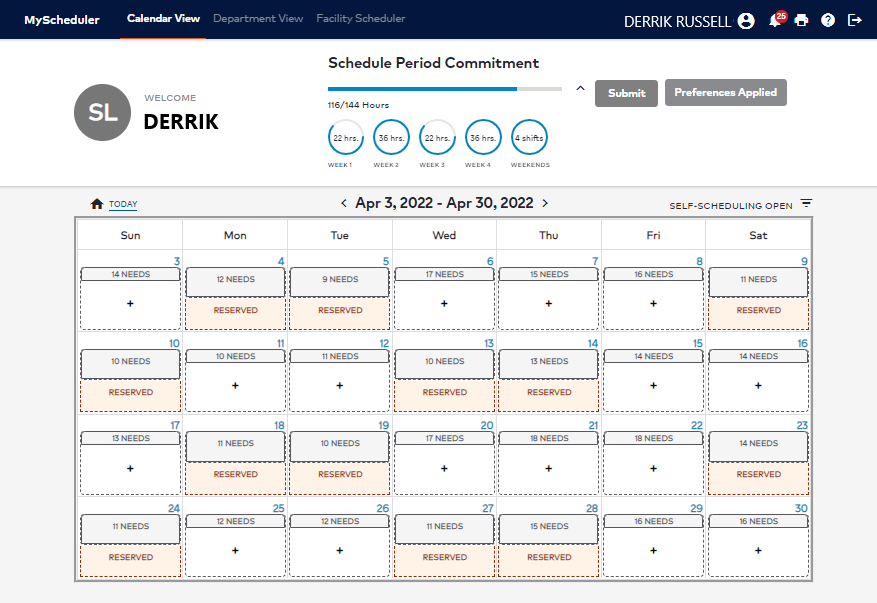 MyScheduler Calendar View Department View Facility Scheduler DERRIK RUSSELL 25 ?
Schedule Period Commitment
SL WELCOME
DERRIK
116/144 Hours
Submit Preferences Applied
22 hrs. 36 hrs. 22 hrs. 36 hrs. 4 shifts
WEEK 1 WEEK 2 WEEK 3 WEEK 4 WEEKENDS
TODAY < Apr 3, 2022 - Apr 30, 2022 > SELF-SCHEDULING OPEN
Sun Mon Tue Wed Thu Fri Sat
3 4 5 6 7 8 9
14 NEEDS 12 NEEDS 9 NEEDS 17 NEEDS 15 NEEDS 16 NEEDS 11 NEEDS
+ RESERVED RESERVED + + + RESERVED
10 11 12 13 14 15 16
10 NEEDS 10 NEEDS 11 NEEDS 10 NEEDS 13 NEEDS 14 NEEDS 14 NEEDS
RESERVED + + RESERVED RESERVED + +
17 18 19 20 21 22 23
13 NEEDS 11 NEEDS 10 NEEDS 17 NEEDS 18 NEEDS 18 NEEDS 14 NEEDS
+ RESERVED RESERVED + + + RESERVED
24 25 26 27 28 29 30
11 NEEDS 12 NEEDS 12 NEEDS 11 NEEDS 15 NEEDS 16 NEEDS 16 NEEDS
RESERVED + + RESERVED RESERVED + +